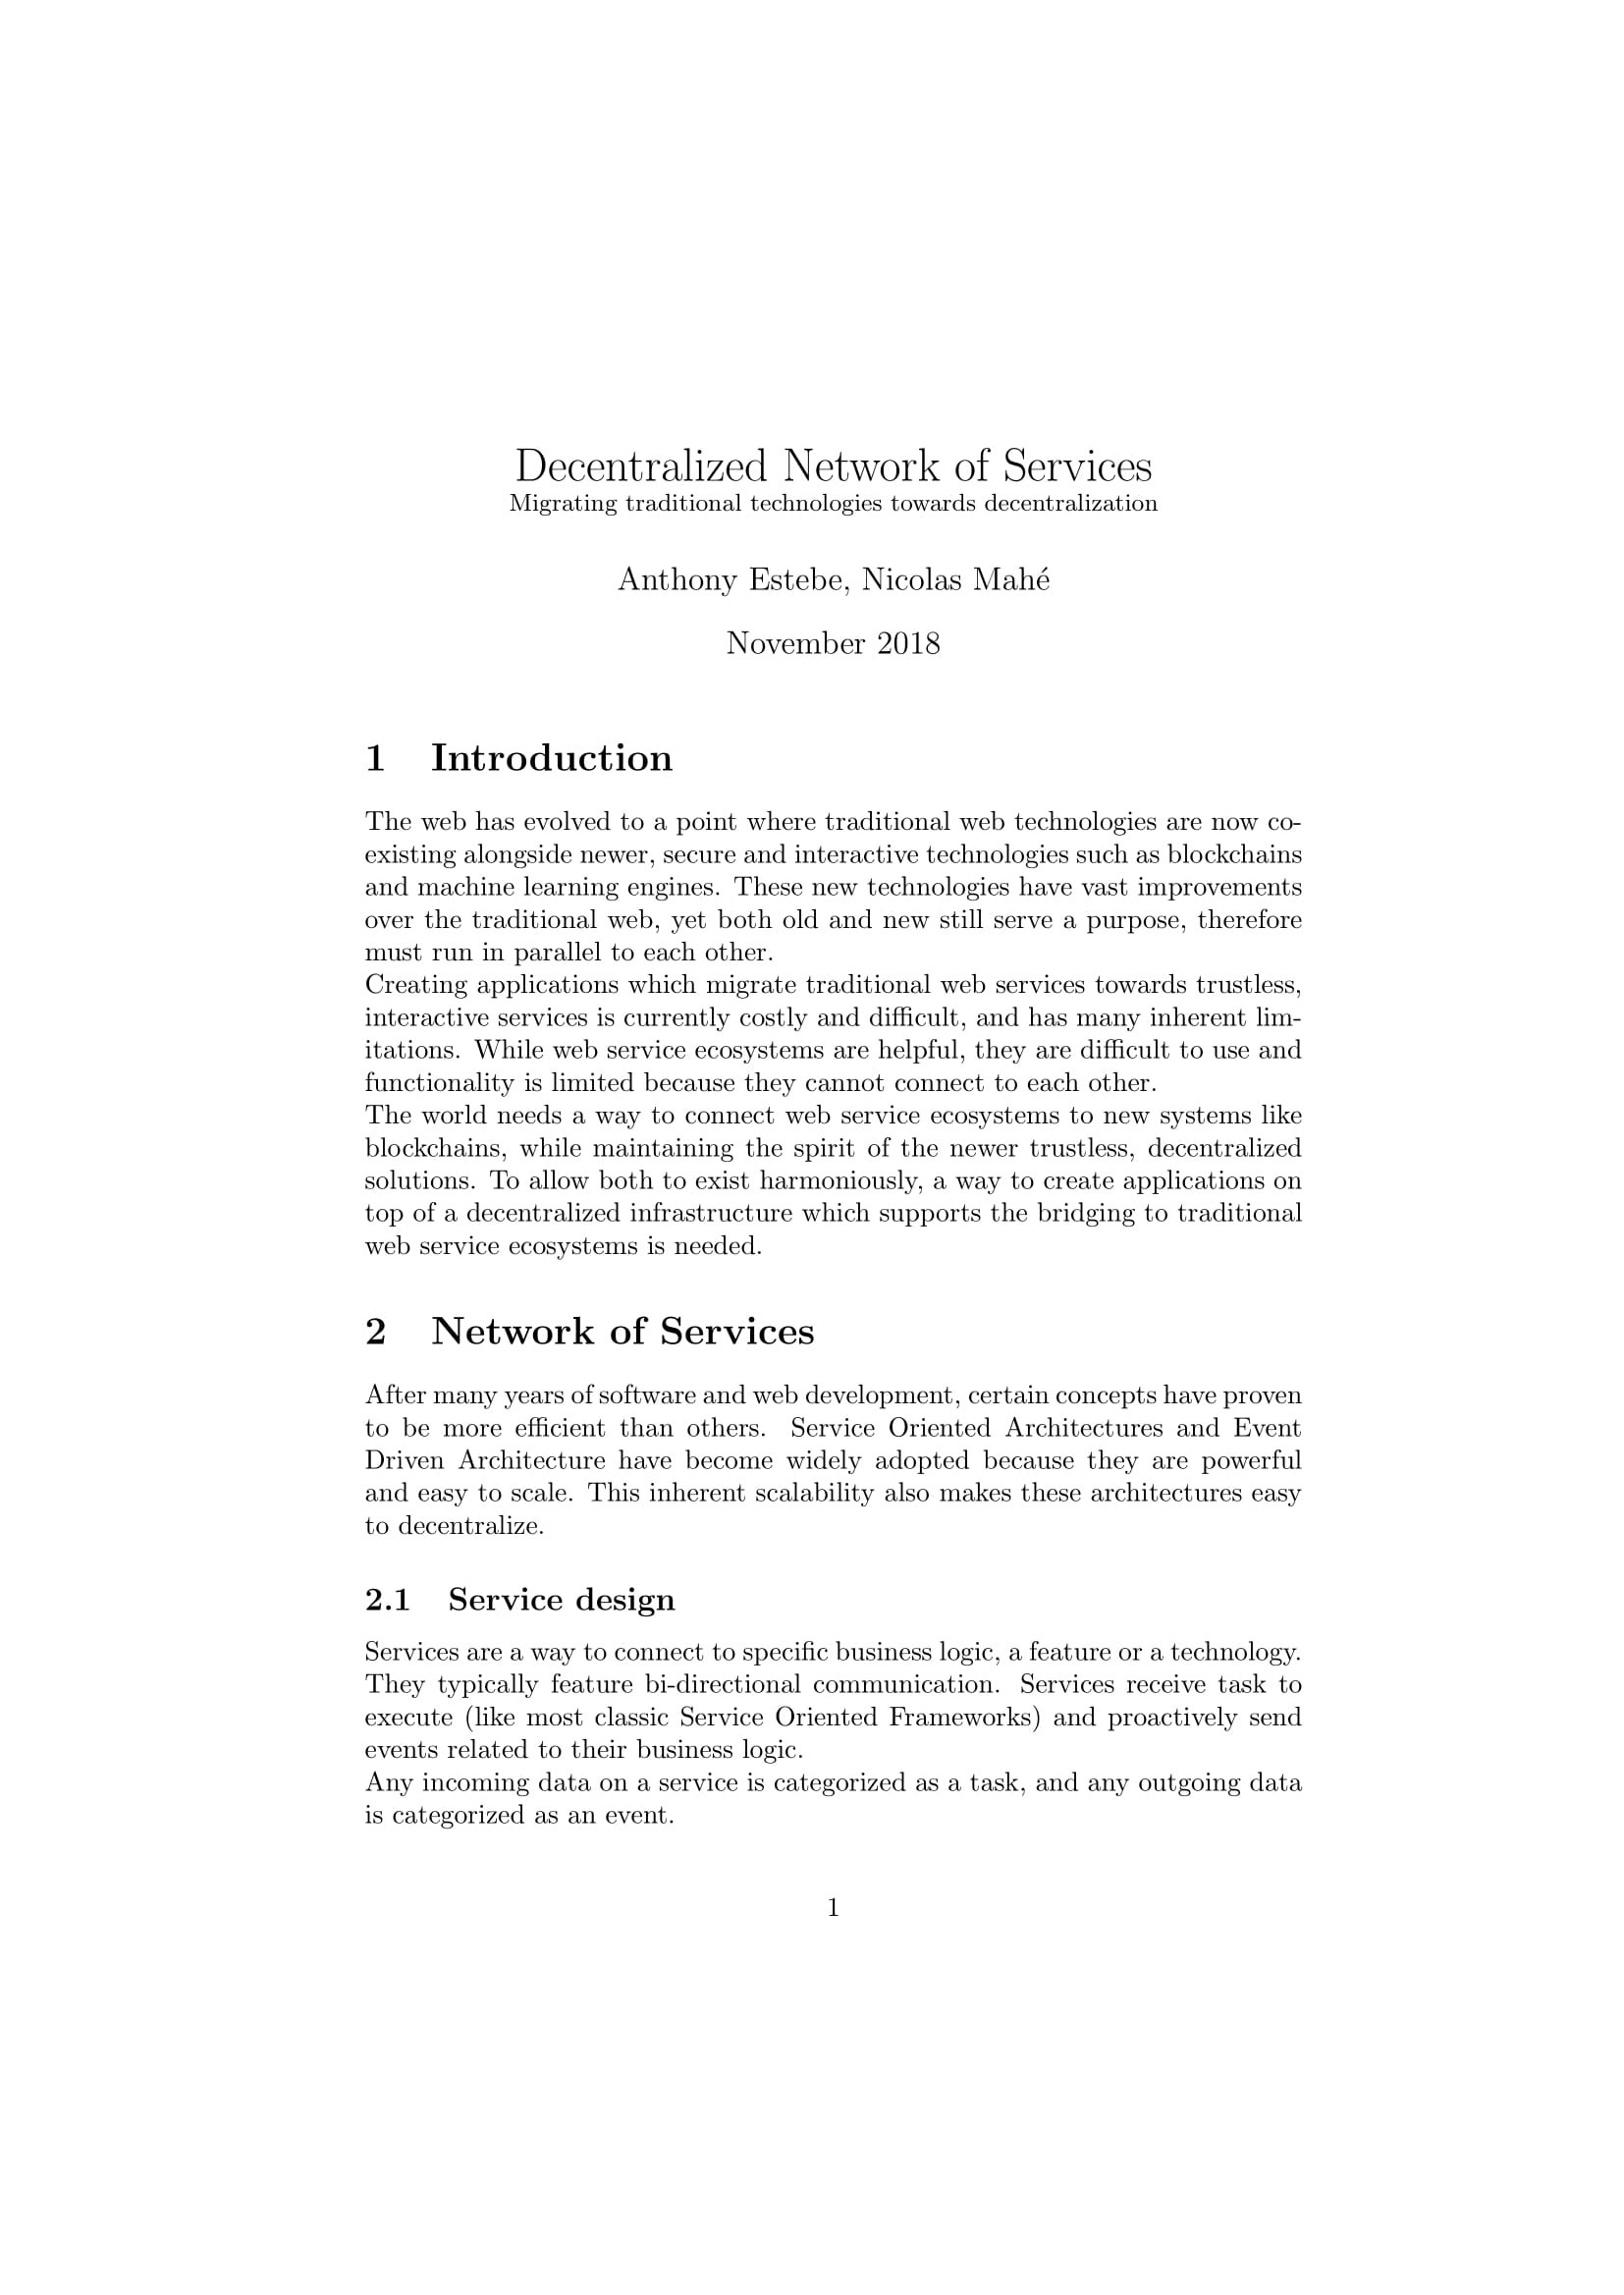 Decentralized Network of Services
Migrating traditional technologies towards decentralization
Anthony Estebe, Nicolas Mahé
November 2018
1 Introduction
The web has evolved to a point where traditional web technologies are now co-
existing alongside newer, secure and interactive technologies such as blockchains
and machine learning engines. These new technologies have vast improvements
over the traditional web, yet both old and new still serve a purpose, therefore
must run in parallel to each other.
Creating applications which migrate traditional web services towards trustless,
interactive services is currently costly and difficult, and has many inherent lim-
itations. While web service ecosystems are helpful, they are difficult to use and
functionality is limited because they cannot connect to each other.
The world needs a way to connect web service ecosystems to new systems like
blockchains, while maintaining the spirit of the newer trustless, decentralized
solutions. To allow both to exist harmoniously, a way to create applications on
top of a decentralized infrastructure which supports the bridging to traditional
web service ecosystems is needed.
2 Network of Services
After many years of software and web development, certain concepts have proven
to be more efficient than others. Service Oriented Architectures and Event
Driven Architecture have become widely adopted because they are powerful
and easy to scale. This inherent scalability also makes these architectures easy
to decentralize.
2.1 Service design
Services are a way to connect to specific business logic, a feature or a technology.
They typically feature bi-directional communication. Services receive task to
execute (like most classic Service Oriented Frameworks) and proactively send
events related to their business logic.
Any incoming data on a service is categorized as a task, and any outgoing data
is categorized as an event.
1